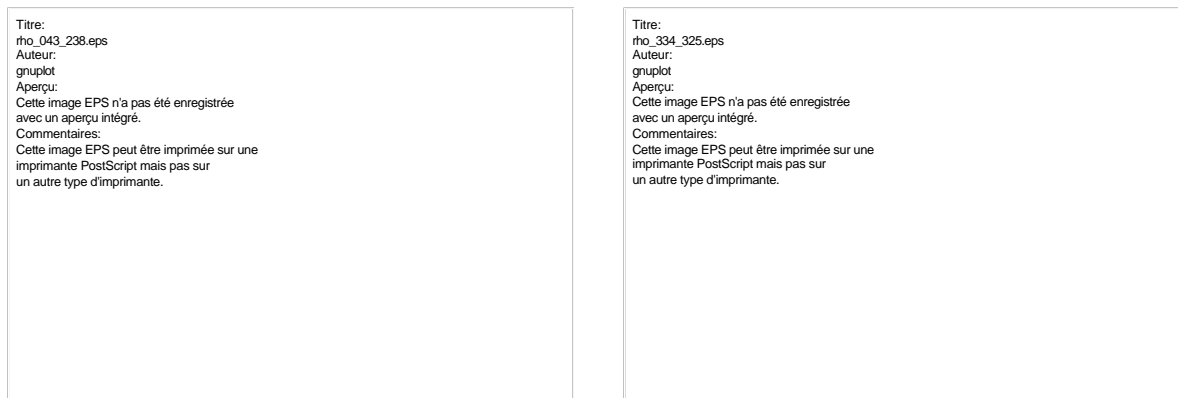 Titre:
rho_043_238.eps
Auteur:
gnuplot
Aperçu:
Cette image EPS n'a pas été enregistrée
avec un aperçu intégré.
Commentaires:
Cette image EPS peut être imprimée sur une
imprimante PostScript mais pas sur
un autre type d'imprimante.
Titre:
rho_334_325.eps
Auteur:
gnuplot
Aperçu:
Cette image EPS n'a pas été enregistrée
avec un aperçu intégré.
Commentaires:
Cette image EPS peut être imprimée sur une
imprimante PostScript mais pas sur
un autre type d'imprimante.